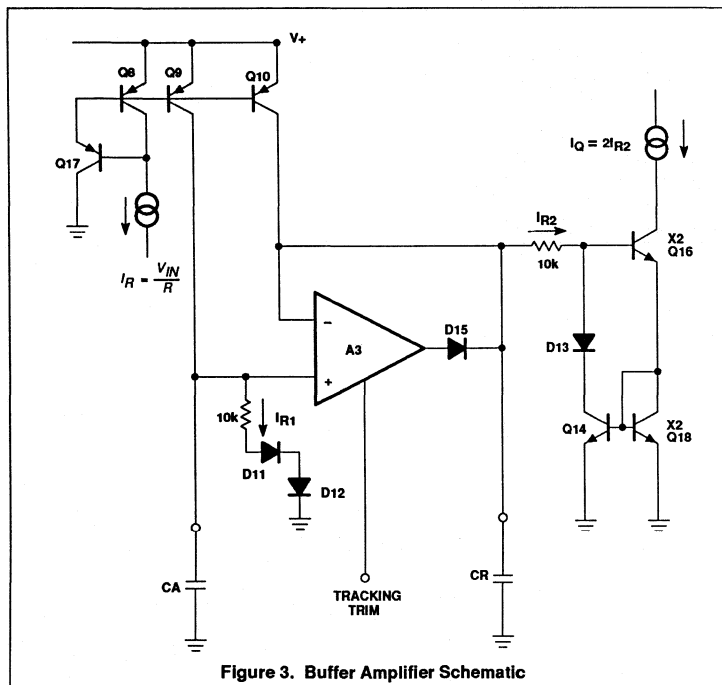 V+
Q8
Q9
Q10
Q17
I_R = V_IN/R
I_Q = 2I_R2
I_R2
10k
X2
Q16
D15
A3
−
+
D13
10k
I_R1
D11
D12
Q14
X2
Q18
CA
CR
TRACKING
TRIM
Figure 3. Buffer Amplifier Schematic